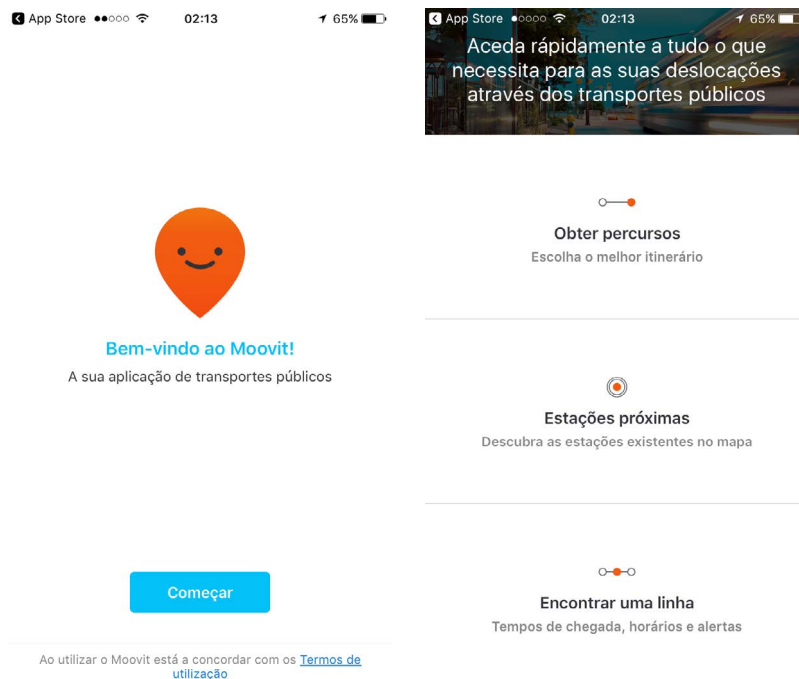 App Store 02:13 65%
Bem-vindo ao Moovit!
A sua aplicação de transportes públicos
Começar
Ao utilizar o Moovit está a concordar com os Termos de
utilização
App Store 02:13 65%
Aceda rápidamente a tudo o que
necessita para as suas deslocações
através dos transportes públicos
Obter percursos
Escolha o melhor itinerário
Estações próximas
Descubra as estações existentes no mapa
Encontrar uma linha
Tempos de chegada, horários e alertas